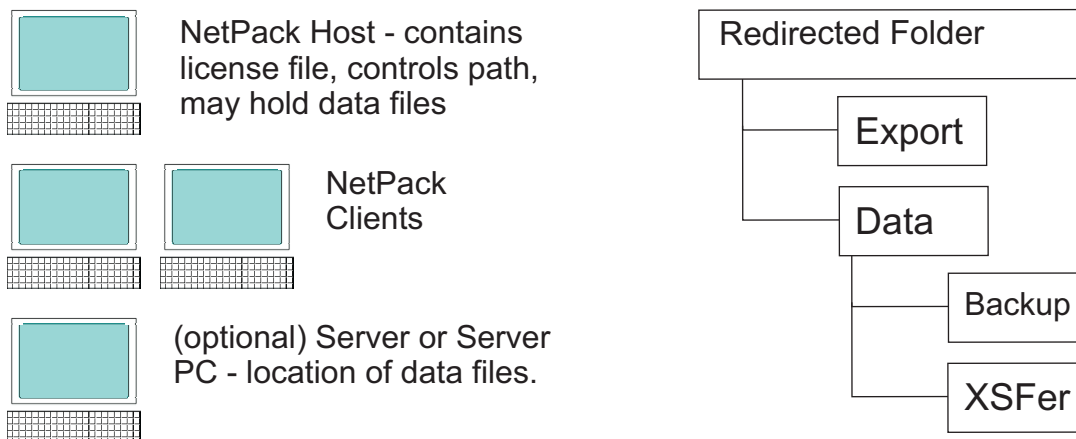 NetPack Host - contains
license file, controls path,
may hold data files
NetPack
Clients
(optional) Server or Server
PC - location of data files.
Redirected Folder
Export
Data
Backup
XSFer